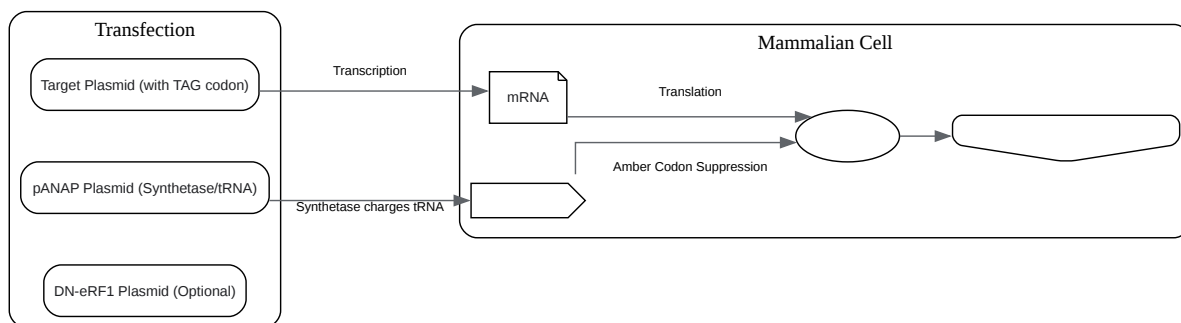 Transfection
Target Plasmid (with TAG codon)
pANAP Plasmid (Synthetase/tRNA)
DN-eRF1 Plasmid (Optional)
Transcription
Synthetase charges tRNA
Mammalian Cell
mRNA
Translation
Amber Codon Suppression